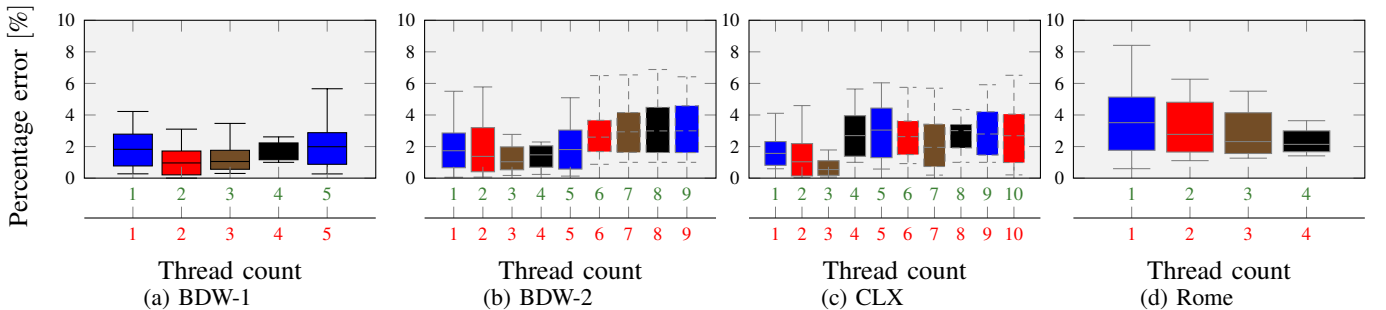 Percentage error [%]
10
8
6
4
2
0
1 2 3 4 5
1 2 3 4 5
Thread count
(a) BDW-1
10
8
6
4
2
0
1 2 3 4 5 6 7 8 9
1 2 3 4 5 6 7 8 9
Thread count
(b) BDW-2
10
8
6
4
2
0
1 2 3 4 5 6 7 8 9 10
1 2 3 4 5 6 7 8 9 10
Thread count
(c) CLX
10
8
6
4
2
0
1 2 3 4
1 2 3 4
Thread count
(d) Rome